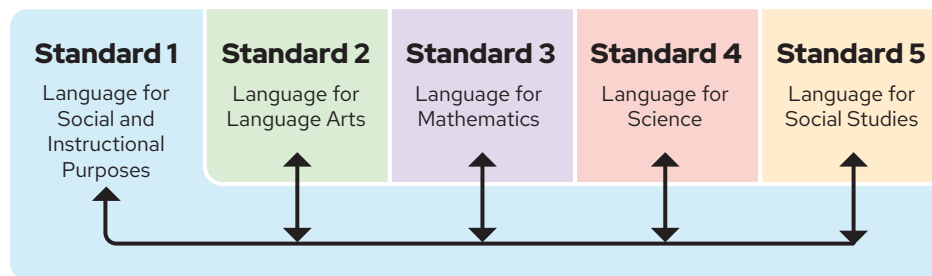 Standard 1
Language for
Social and
Instructional
Purposes
Standard 2
Language for
Language Arts
Standard 3
Language for
Mathematics
Standard 4
Language for
Science
Standard 5
Language for
Social Studies